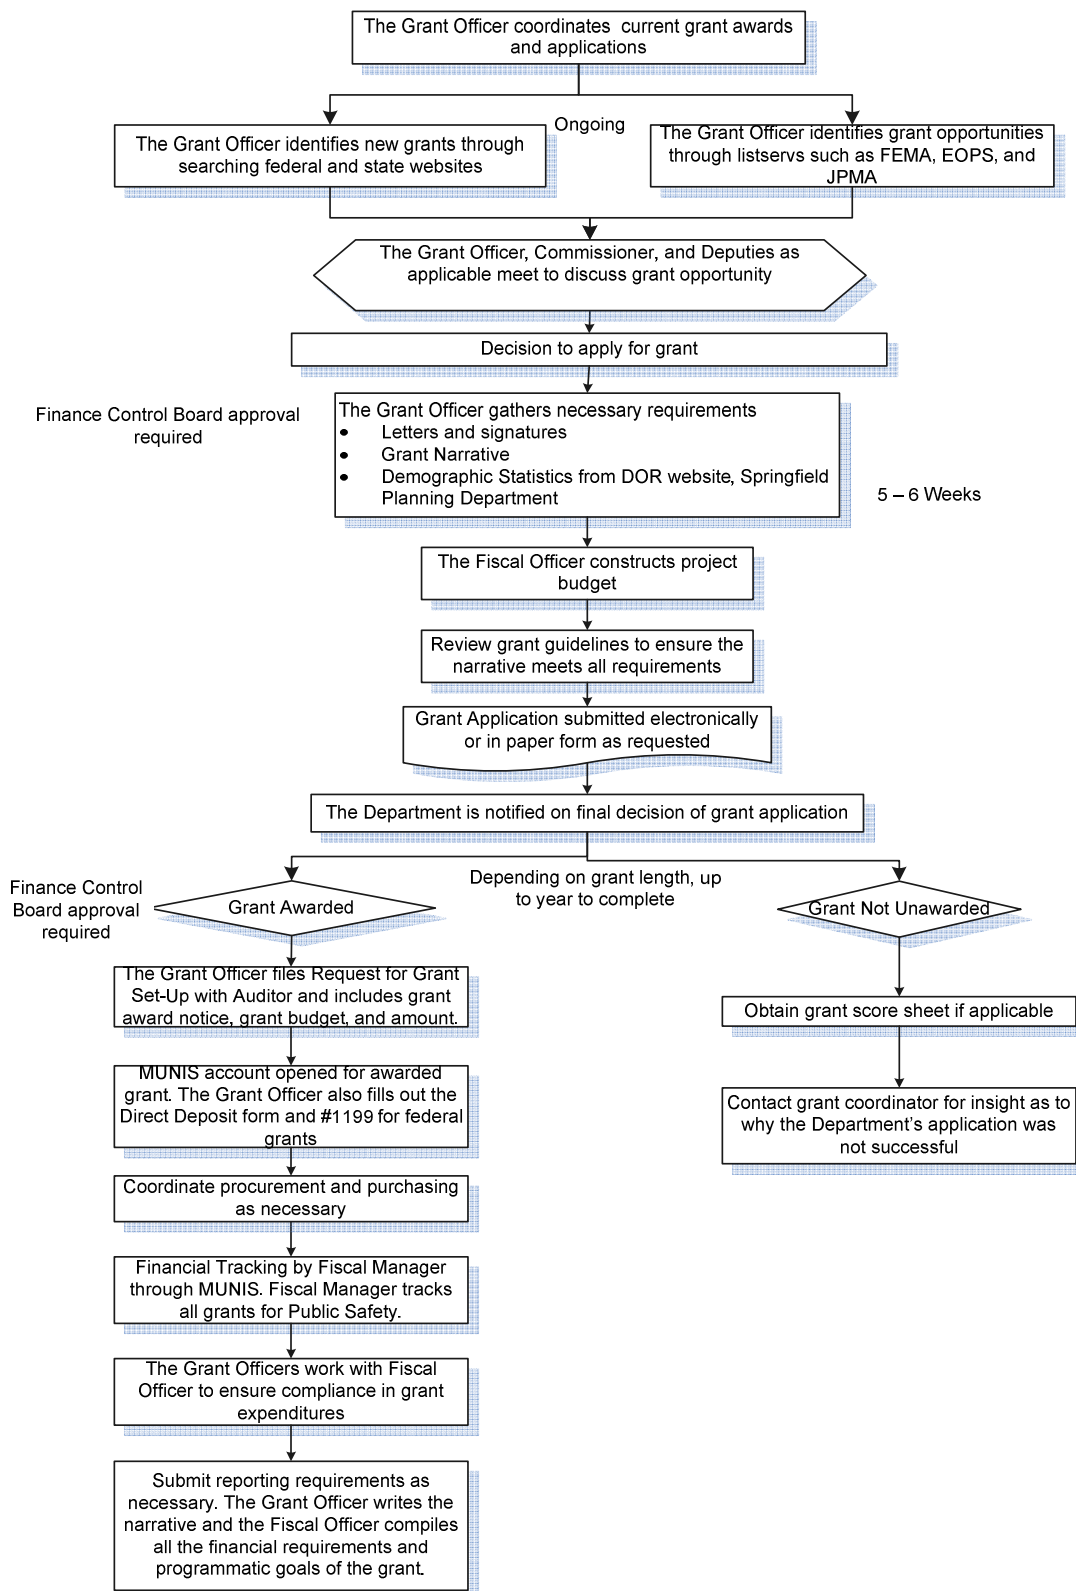 The Grant Officer coordinates current grant awards
and applications
Ongoing
The Grant Officer identifies new grants through
searching federal and state websites
The Grant Officer identifies grant opportunities
through listservs such as FEMA, EOPS, and
JPMA
The Grant Officer, Commissioner, and Deputies as
applicable meet to discuss grant opportunity
Decision to apply for grant
Finance Control Board approval
required
The Grant Officer gathers necessary requirements
• Letters and signatures
• Grant Narrative
• Demographic Statistics from DOR website, Springfield
Planning Department
5 – 6 Weeks
The Fiscal Officer constructs project
budget
Review grant guidelines to ensure the
narrative meets all requirements
Grant Application submitted electronically
or in paper form as requested
The Department is notified on final decision of grant application
Finance Control
Board approval
required
Grant Awarded
Depending on grant length, up
to year to complete
Grant Not Unawarded
The Grant Officer files Request for Grant
Set-Up with Auditor and includes grant
award notice, grant budget, and amount.
MUNIS account opened for awarded
grant. The Grant Officer also fills out the
Direct Deposit form and #1199 for federal
grants
Coordinate procurement and purchasing
as necessary
Financial Tracking by Fiscal Manager
through MUNIS. Fiscal Manager tracks
all grants for Public Safety.
The Grant Officers work with Fiscal
Officer to ensure compliance in grant
expenditures
Submit reporting requirements as
necessary. The Grant Officer writes the
narrative and the Fiscal Officer compiles
all the financial requirements and
programmatic goals of the grant.
Obtain grant score sheet if applicable
Contact grant coordinator for insight as to
why the Department's application was
not successful